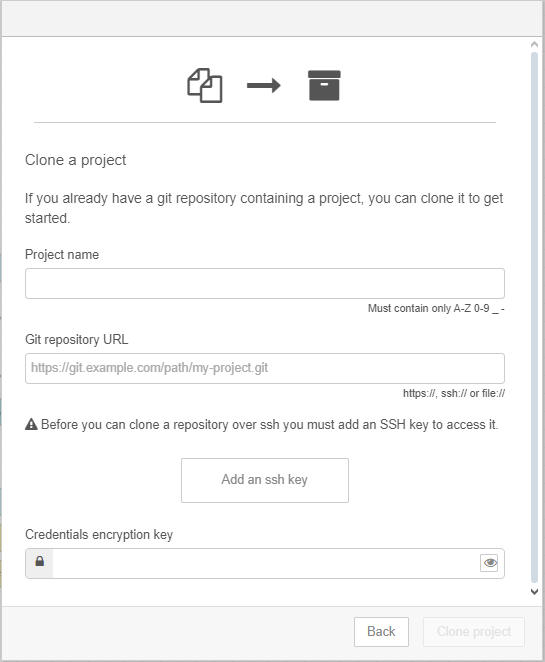 Clone a project
If you already have a git repository containing a project, you can clone it to get
started.
Project name
Must contain only A-Z 0-9 _ -
Git repository URL
https://git.example.com/path/my-project.git
https://, ssh:// or file://
Before you can clone a repository over ssh you must add an SSH key to access it.
Add an ssh key
Credentials encryption key
Back
Clone project